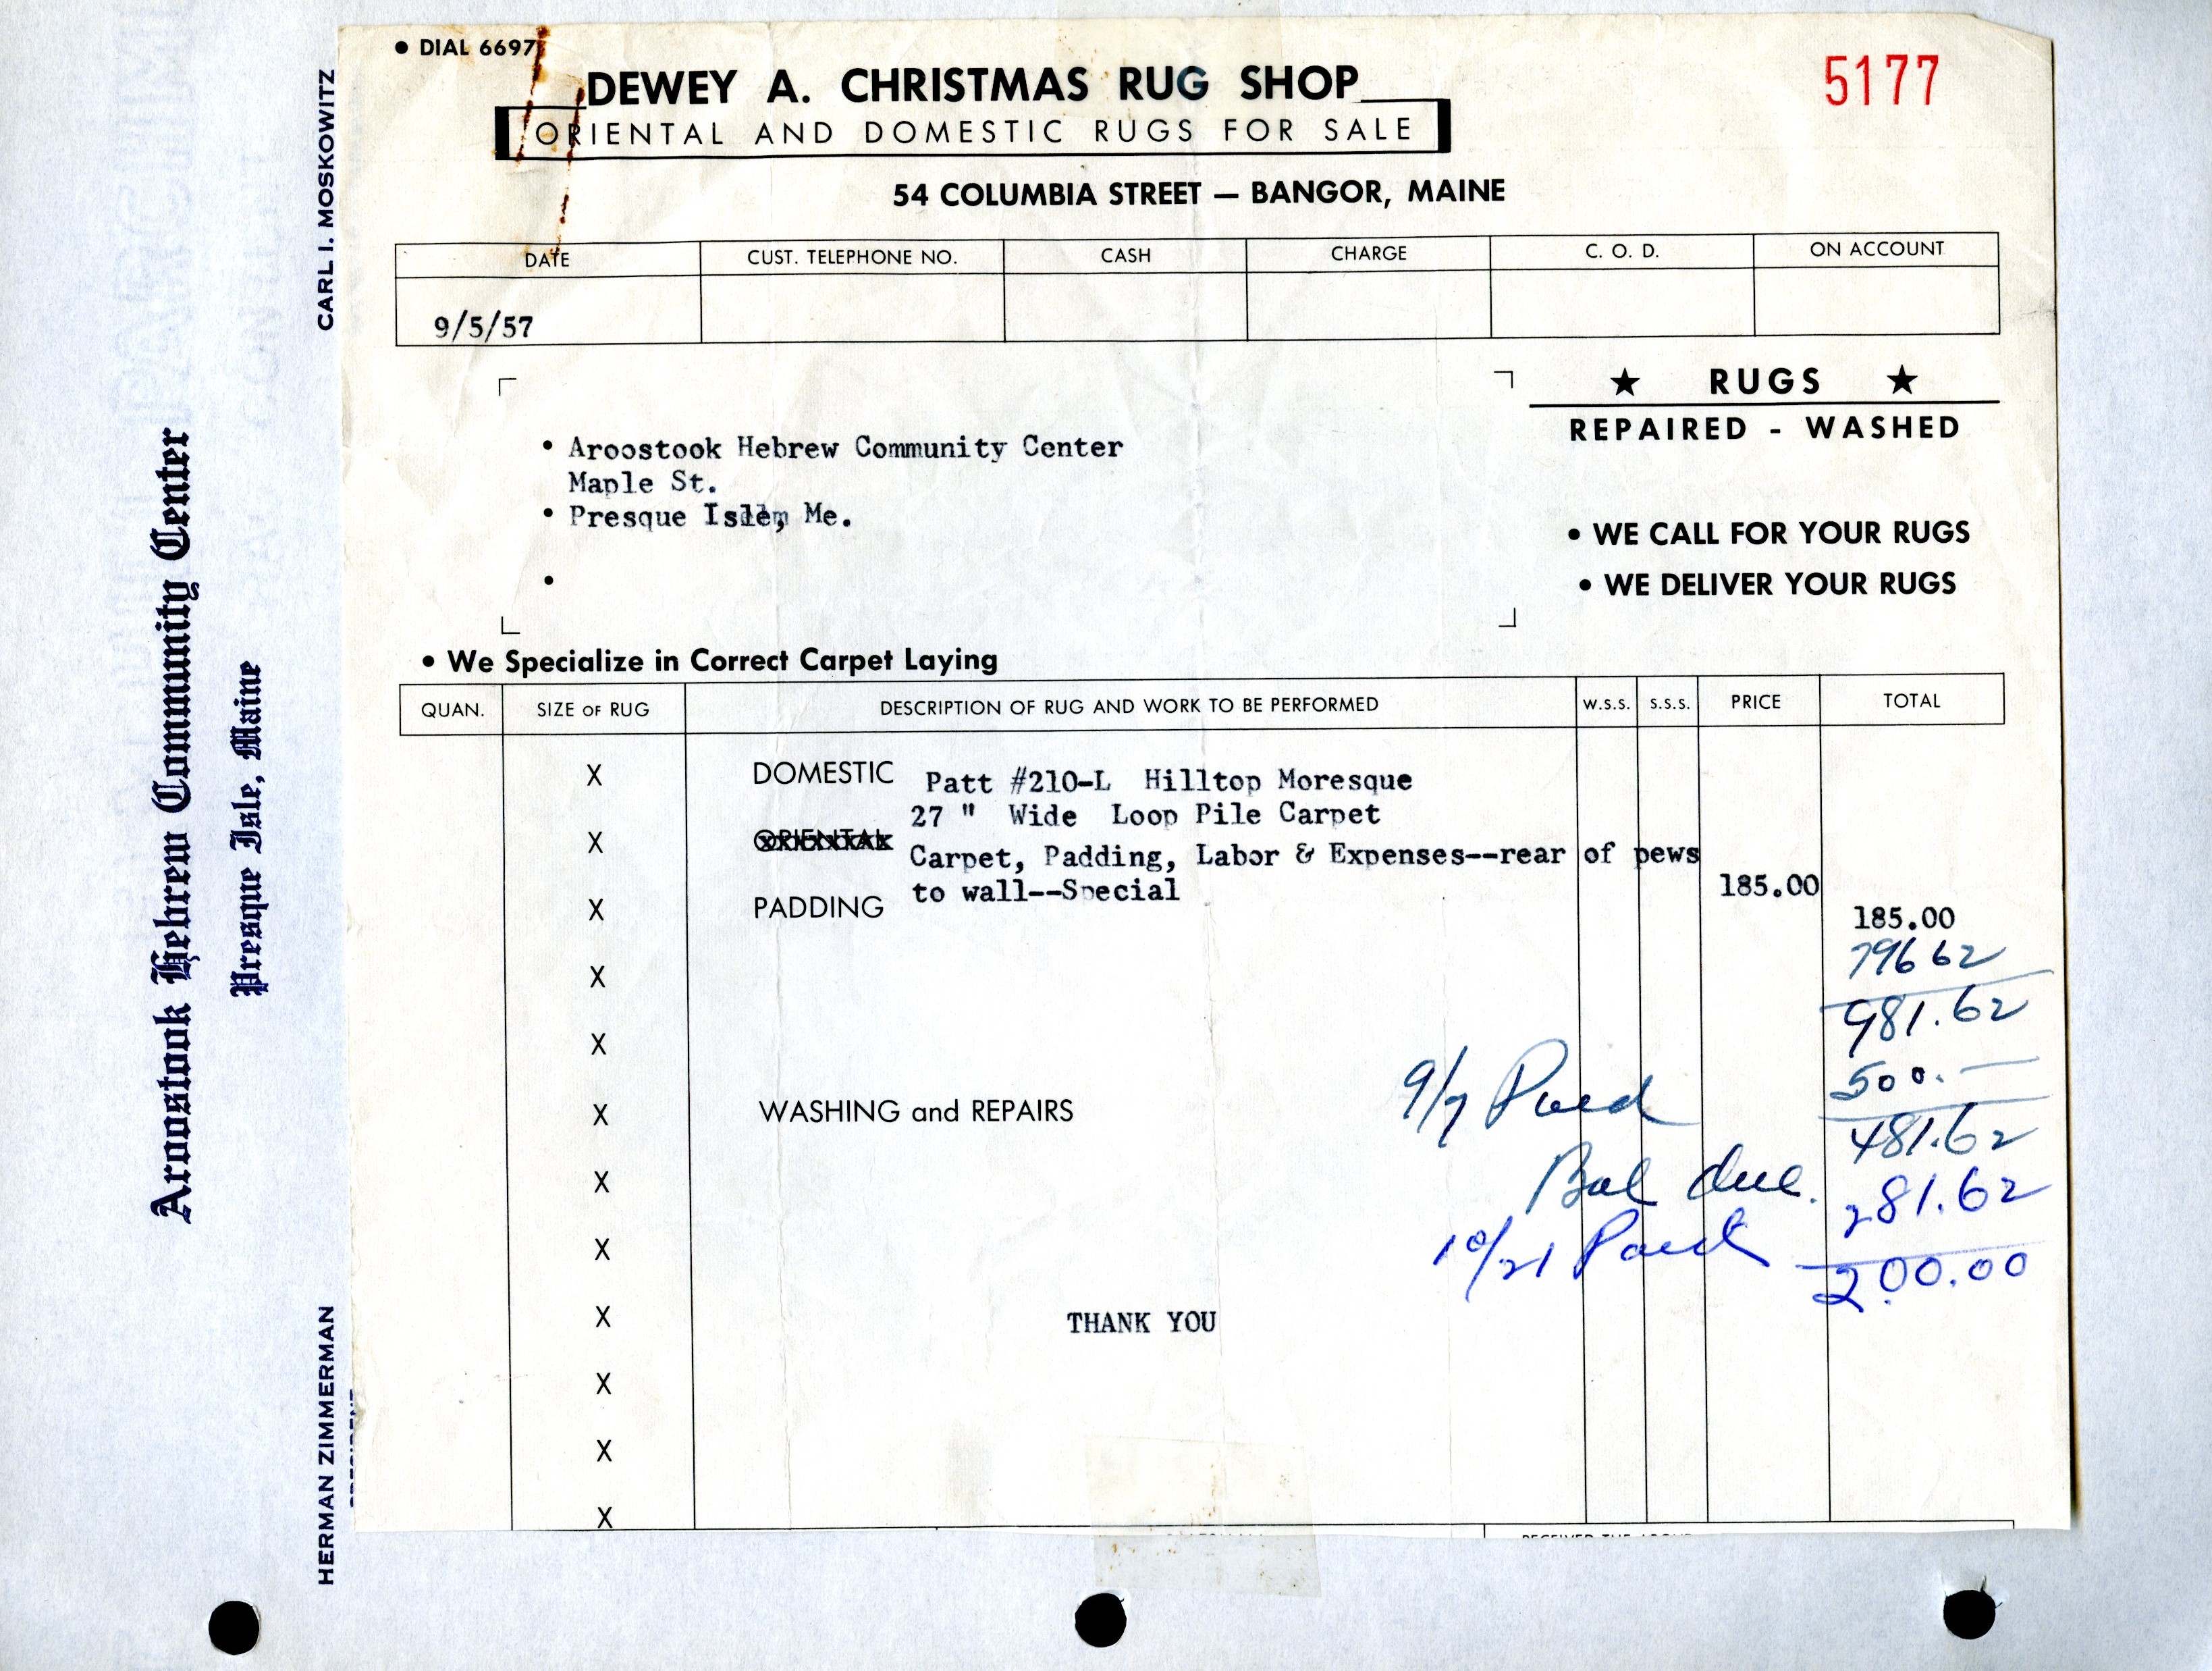 Aroostook Hebrew Community Center
Presque Isle, Maine
CARL I. MOSKOWITZ
HERMAN ZIMMERMAN
• DIAL 6697
5177
DEWEY A. CHRISTMAS RUG SHOP
ORIENTAL AND DOMESTIC RUGS FOR SALE
54 COLUMBIA STREET — BANGOR, MAINE
DATE CUST. TELEPHONE NO. CASH CHARGE C. O. D. ON ACCOUNT
9/5/57
★ RUGS ★
REPAIRED - WASHED
• Aroostook Hebrew Community Center
Maple St.
• Presque Isle, Me.
•
• WE CALL FOR YOUR RUGS
• WE DELIVER YOUR RUGS
• We Specialize in Correct Carpet Laying
QUAN. SIZE OF RUG DESCRIPTION OF RUG AND WORK TO BE PERFORMED W.S.S. S.S.S. PRICE TOTAL
X DOMESTIC Patt #210-L Hilltop Moresque
27 " Wide Loop Pile Carpet
X ORIENTAL Carpet, Padding, Labor & Expenses--rear of pews
to wall--Special 185.00
X PADDING 185.00
796 62
X
981.62
X
9/7 Paid 500.—
X WASHING and REPAIRS
481.62
X Bal due.
281.62
X 10/21 Paid
200.00
X THANK YOU
X
X
X